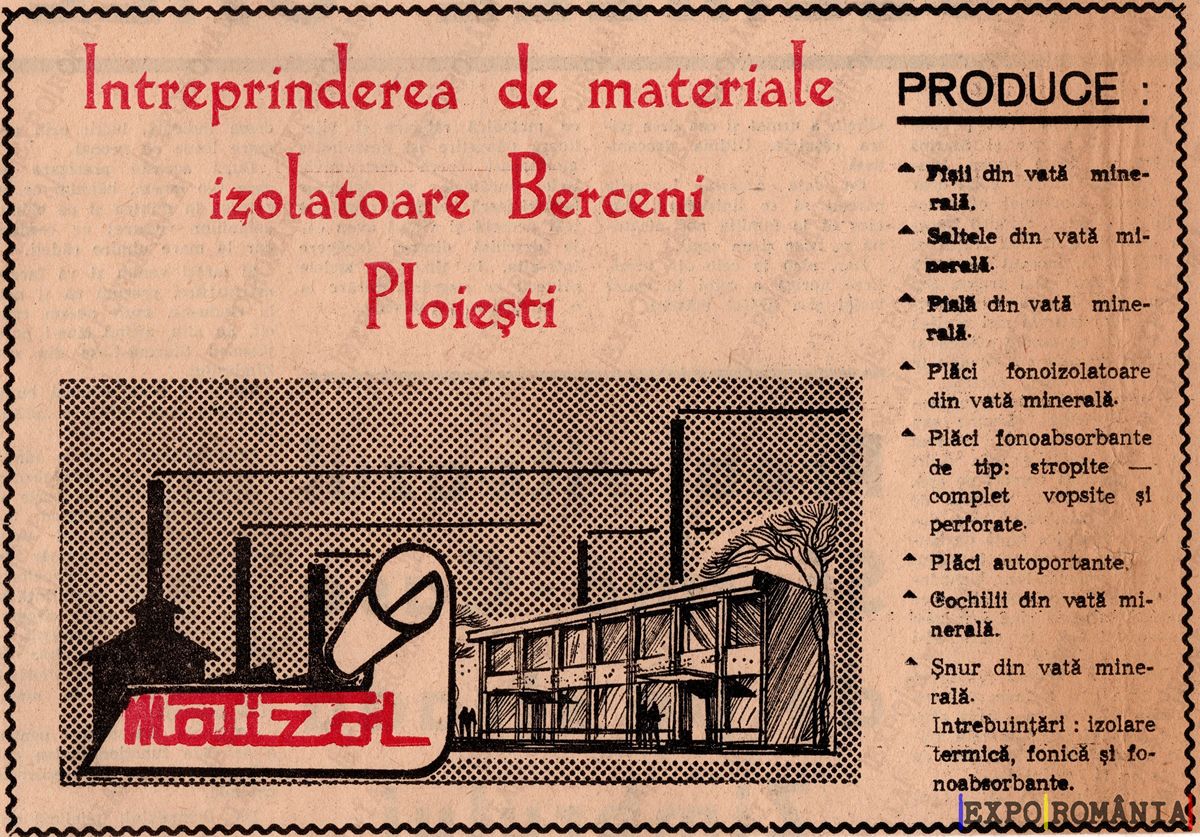 Intreprinderea de materiale
izolatoare Berceni
Ploiești
Matizol
PRODUCE :
Fișii din vată mine-
rală.
Saltele din vată mi-
nerală.
Pislă din vată mine-
rală.
Plăci fonoizolatoare
din vată minerală.
Plăci fonoabsorbante
de tip: stropite —
complet vopsite și
perforate.
Plăci autoportante.
Cochilii din vată mi-
nerală.
Șnur din vată mine-
rală.
Intrebuințări : izolare
termică, fonică și fo-
noabsorbante.
EXPO ROMÂNIA